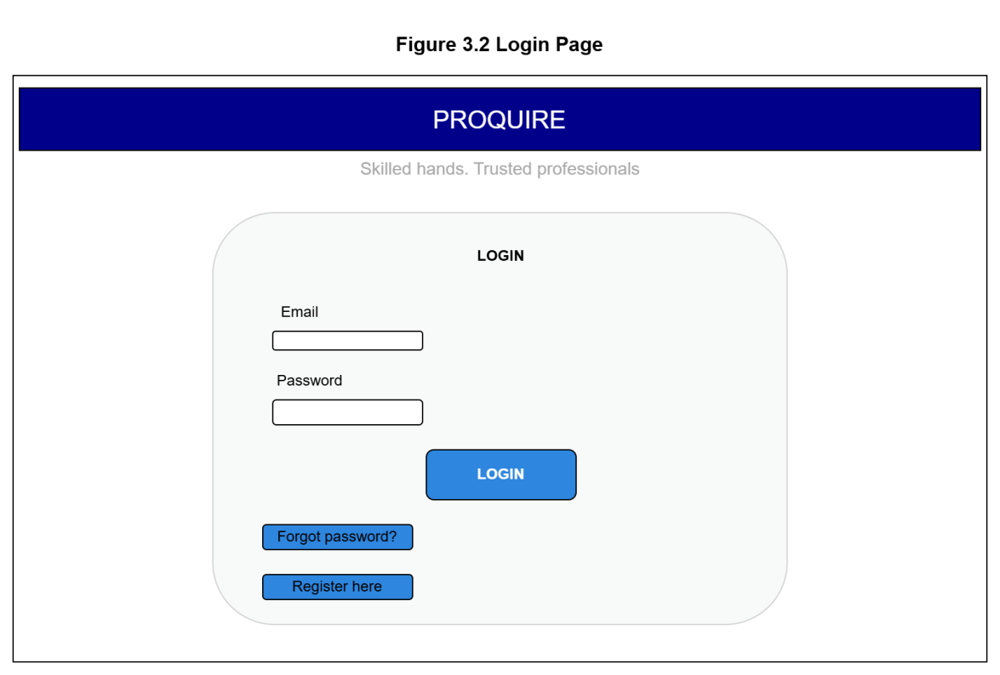 Figure 3.2 Login Page
PROQUIRE
Skilled hands. Trusted professionals
LOGIN
Email
Password
LOGIN
Forgot password?
Register here